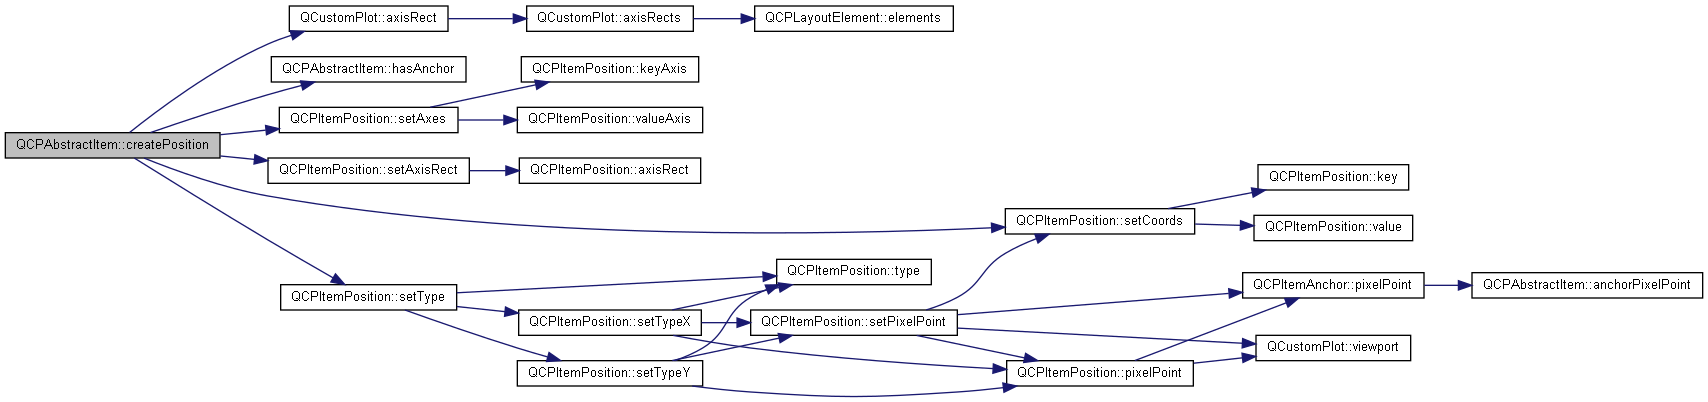 QCustomPlot::axisRect
QCustomPlot::axisRects
QCPLayoutElement::elements
QCPAbstractItem::hasAnchor
QCPItemPosition::keyAxis
QCPItemPosition::setAxes
QCPItemPosition::valueAxis
QCPAbstractItem::createPosition
QCPItemPosition::setAxisRect
QCPItemPosition::axisRect
QCPItemPosition::key
QCPItemPosition::setCoords
QCPItemPosition::value
QCPItemPosition::type
QCPItemPosition::setType
QCPItemAnchor::pixelPoint
QCPAbstractItem::anchorPixelPoint
QCPItemPosition::setTypeX
QCPItemPosition::setPixelPoint
QCustomPlot::viewport
QCPItemPosition::setTypeY
QCPItemPosition::pixelPoint